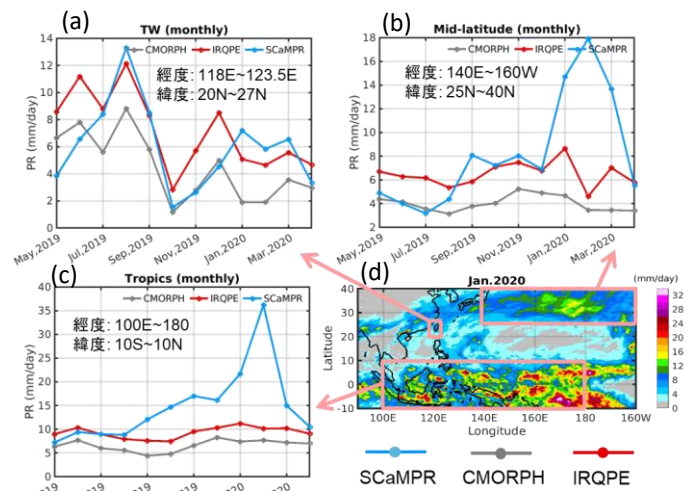 (a)
TW (monthly)
CMORPH IRQPE SCaMPR
經度: 118E~123.5E
緯度: 20N~27N
PR (mm/day)
14
12
10
8
6
4
2
0
May,2019 Jul,2019 Sep,2019 Nov,2019 Jan,2020 Mar,2020
(b)
Mid-latitude (monthly)
CMORPH IRQPE SCaMPR
經度: 140E~160W
緯度: 25N~40N
PR (mm/day)
18
16
14
12
10
8
6
4
2
May,2019 Jul,2019 Sep,2019 Nov,2019 Jan,2020 Mar,2020
(c)
Tropics (monthly)
CMORPH IRQPE SCaMPR
經度: 100E~180
緯度: 10S~10N
PR (mm/day)
40
35
30
25
20
15
10
5
0
(d)
Jan.2020
(mm/day)
Latitude
40
30
20
10
0
-10
100E 120E 140E 160E 180 160W
Longitude
32
28
24
20
16
12
8
4
0
SCaMPR CMORPH IRQPE